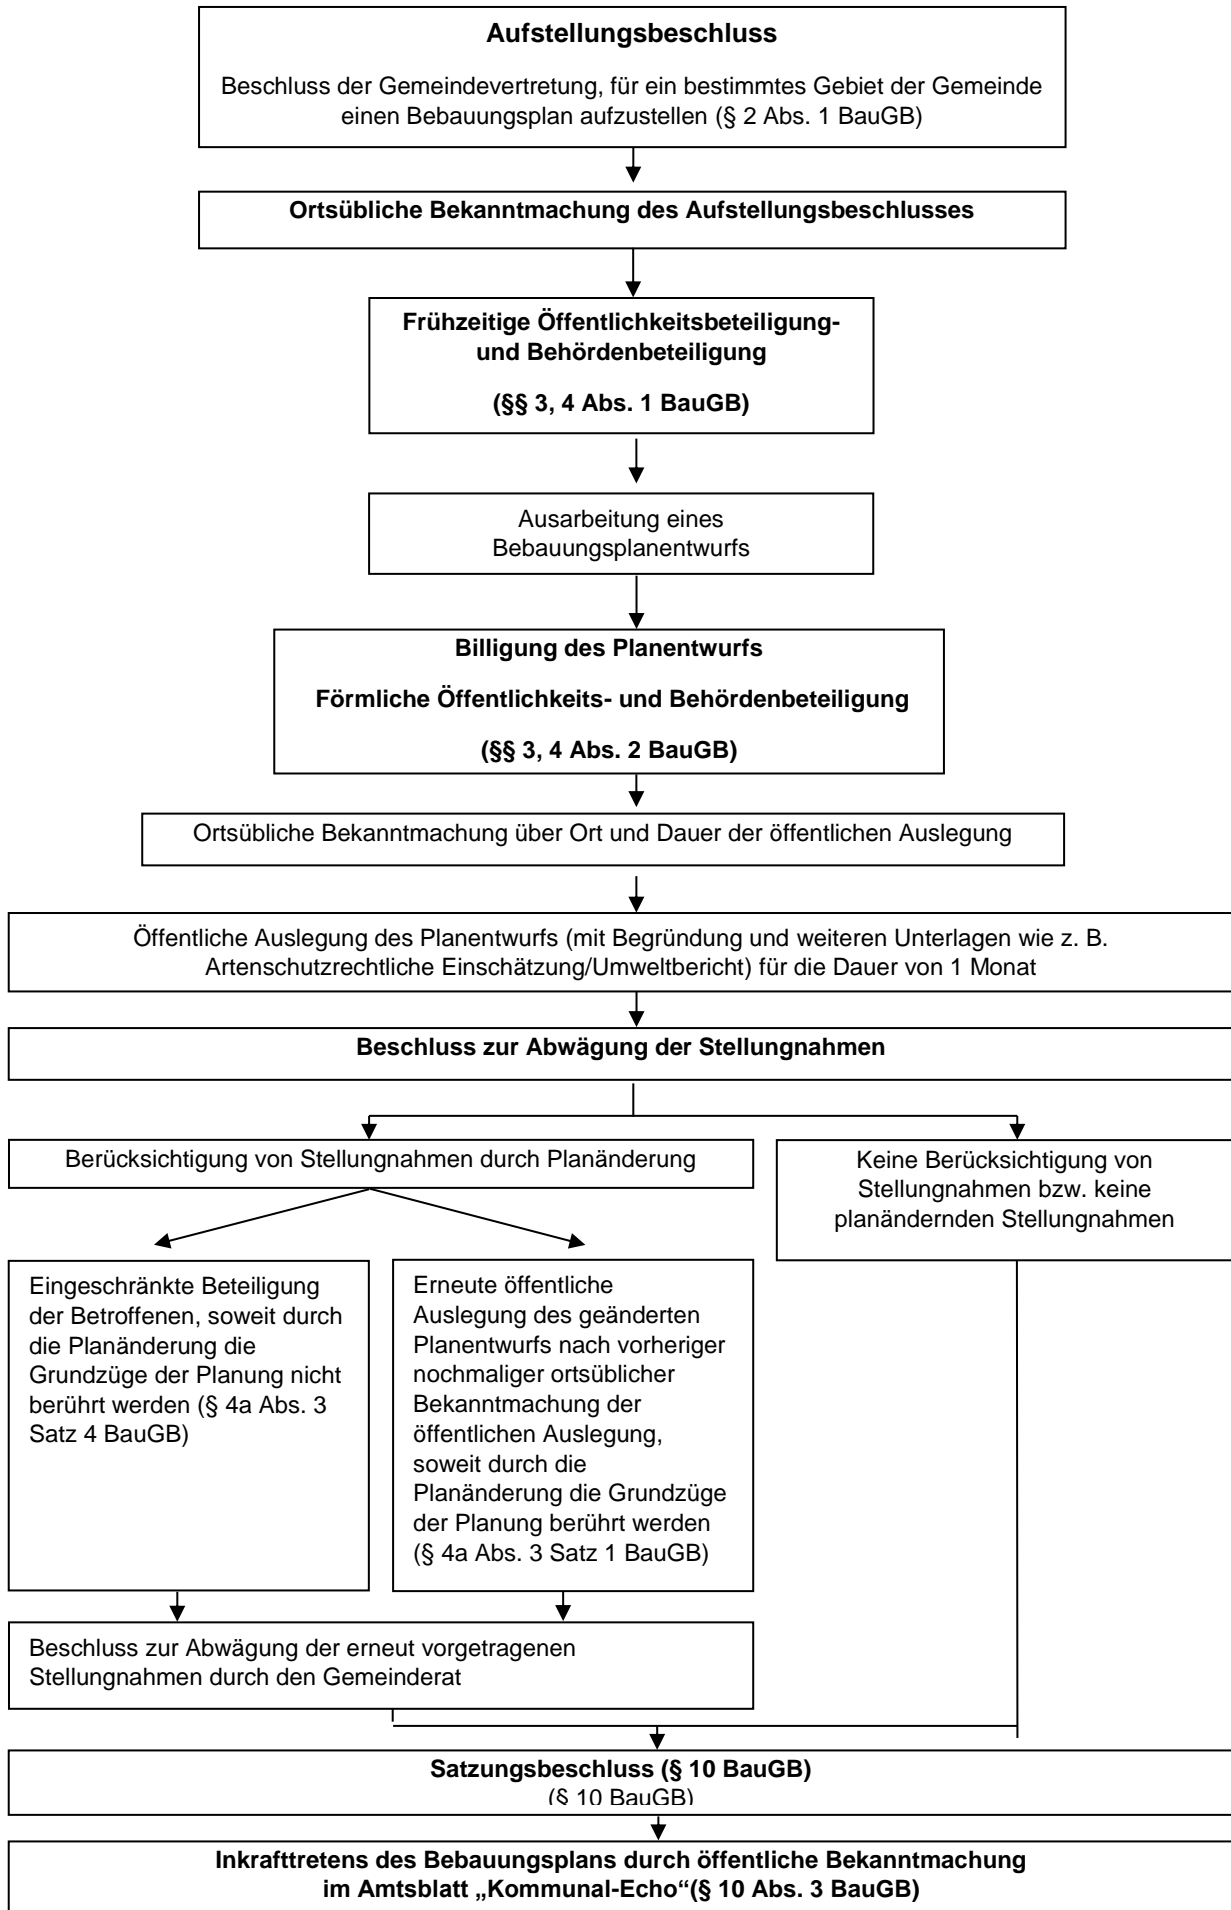 Aufstellungsbeschluss
Beschluss der Gemeindevertretung, für ein bestimmtes Gebiet der Gemeinde
einen Bebauungsplan aufzustellen (§ 2 Abs. 1 BauGB)
Ortsübliche Bekanntmachung des Aufstellungsbeschlusses
Frühzeitige Öffentlichkeitsbeteiligung-
und Behördenbeteiligung
(§§ 3, 4 Abs. 1 BauGB)
Ausarbeitung eines
Bebauungsplanentwurfs
Billigung des Planentwurfs
Förmliche Öffentlichkeits- und Behördenbeteiligung
(§§ 3, 4 Abs. 2 BauGB)
Ortsübliche Bekanntmachung über Ort und Dauer der öffentlichen Auslegung
Öffentliche Auslegung des Planentwurfs (mit Begründung und weiteren Unterlagen wie z. B.
Artenschutzrechtliche Einschätzung/Umweltbericht) für die Dauer von 1 Monat
Beschluss zur Abwägung der Stellungnahmen
Berücksichtigung von Stellungnahmen durch Planänderung
Keine Berücksichtigung von
Stellungnahmen bzw. keine
planändernden Stellungnahmen
Eingeschränkte Beteiligung
der Betroffenen, soweit durch
die Planänderung die
Grundzüge der Planung nicht
berührt werden (§ 4a Abs. 3
Satz 4 BauGB)
Erneute öffentliche
Auslegung des geänderten
Planentwurfs nach vorheriger
nochmaliger ortsüblicher
Bekanntmachung der
öffentlichen Auslegung,
soweit durch die
Planänderung die Grundzüge
der Planung berührt werden
(§ 4a Abs. 3 Satz 1 BauGB)
Beschluss zur Abwägung der erneut vorgetragenen
Stellungnahmen durch den Gemeinderat
Satzungsbeschluss (§ 10 BauGB)
(§ 10 BauGB)
Inkrafttretens des Bebauungsplans durch öffentliche Bekanntmachung
im Amtsblatt „Kommunal-Echo“(§ 10 Abs. 3 BauGB)